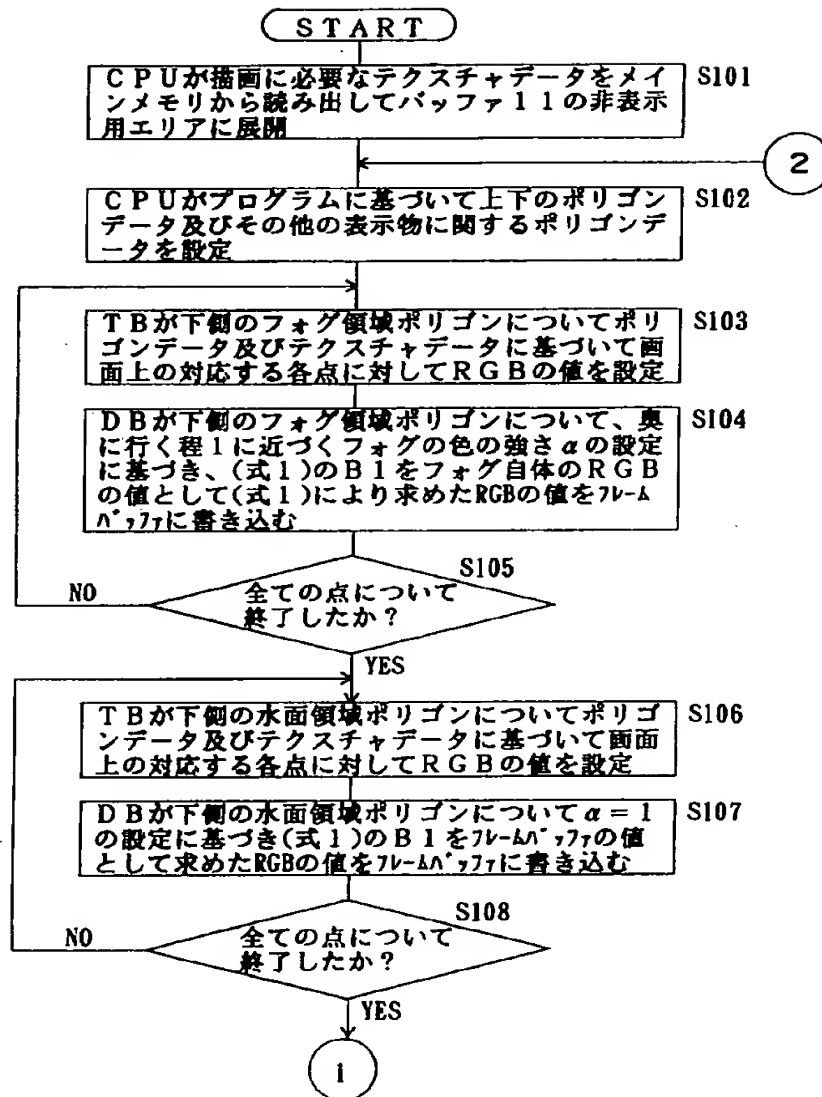 START
CPUが描画に必要なテクスチャデータをメイ
ンメモリから読み出してバッファ11の非表示
用エリアに展開
S101
2
CPUがプログラムに基づいて上下のポリゴン
データ及びその他の表示物に関するポリゴンデ
ータを設定
S102
TBが下側のフォグ領域ポリゴンについてポリ
ゴンデータ及びテクスチャデータに基づいて画
面上の対応する各点に対してRGBの値を設定
S103
DBが下側のフォグ領域ポリゴンについて、奥
に行く程1に近づくフォグの色の強さαの設定
に基づき、(式1)のB1をフォグ自体のRGB
の値として(式1)により求めたRGBの値をフレーム
バッファに書き込む
S104
S105
NO
全ての点について
終了したか?
YES
TBが下側の水面領域ポリゴンについてポリゴ
ンデータ及びテクスチャデータに基づいて画面
上の対応する各点に対してRGBの値を設定
S106
DBが下側の水面領域ポリゴンについてα=1
の設定に基づき(式1)のB1をフレームバッファの値
として求めたRGBの値をフレームバッファに書き込む
S107
S108
NO
全ての点について
終了したか?
YES
1